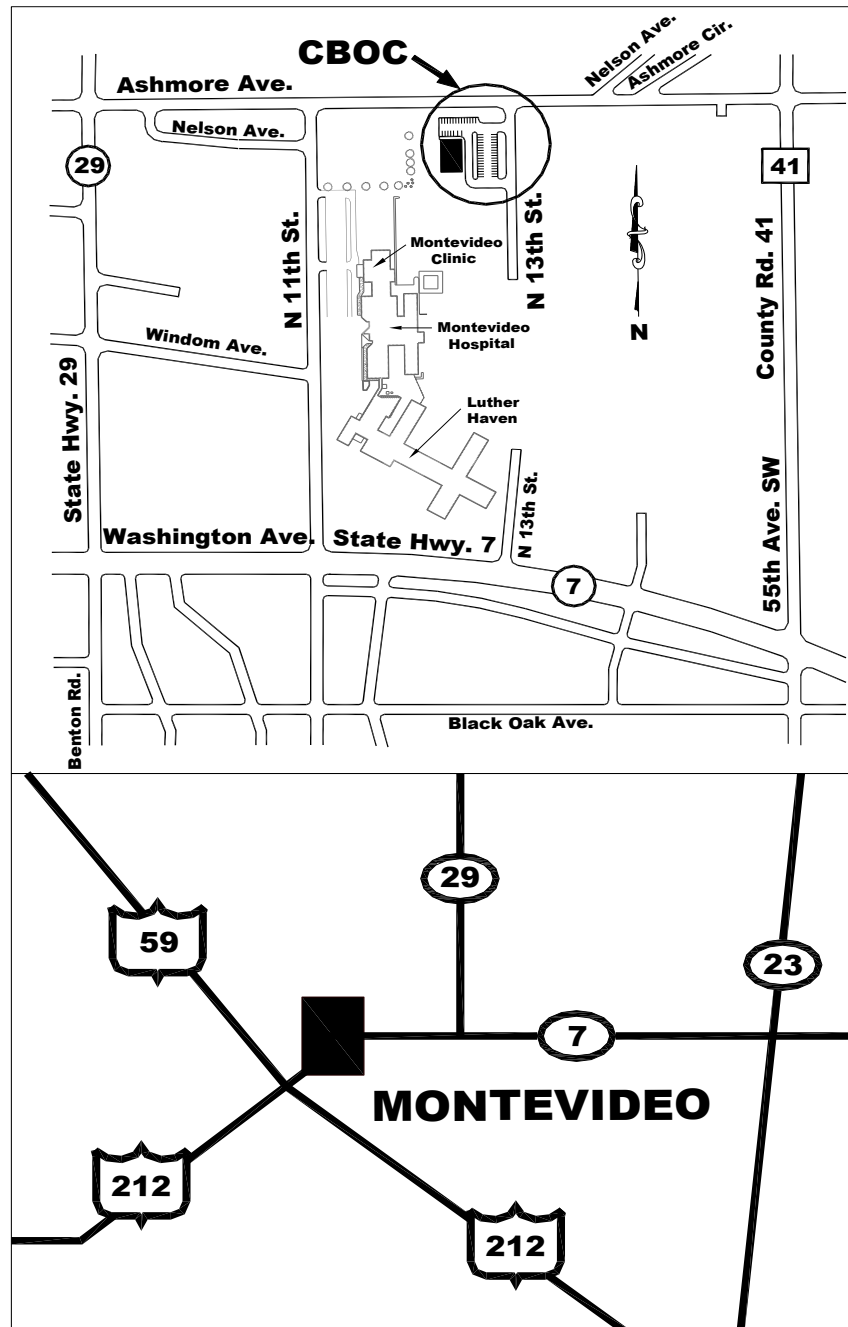 CBOC
Nelson Ave.
Ashmore Cir.
Ashmore Ave.
Nelson Ave.
29
41
N 11th St.
N 13th St.
Montevideo
Clinic
County Rd. 41
N
Montevideo
Hospital
Windom Ave.
State Hwy. 29
Luther
Haven
N 13th St.
55th Ave. SW
Washington Ave.
State Hwy. 7
7
Benton Rd.
Black Oak Ave.
29
59
23
7
MONTEVIDEO
212
212